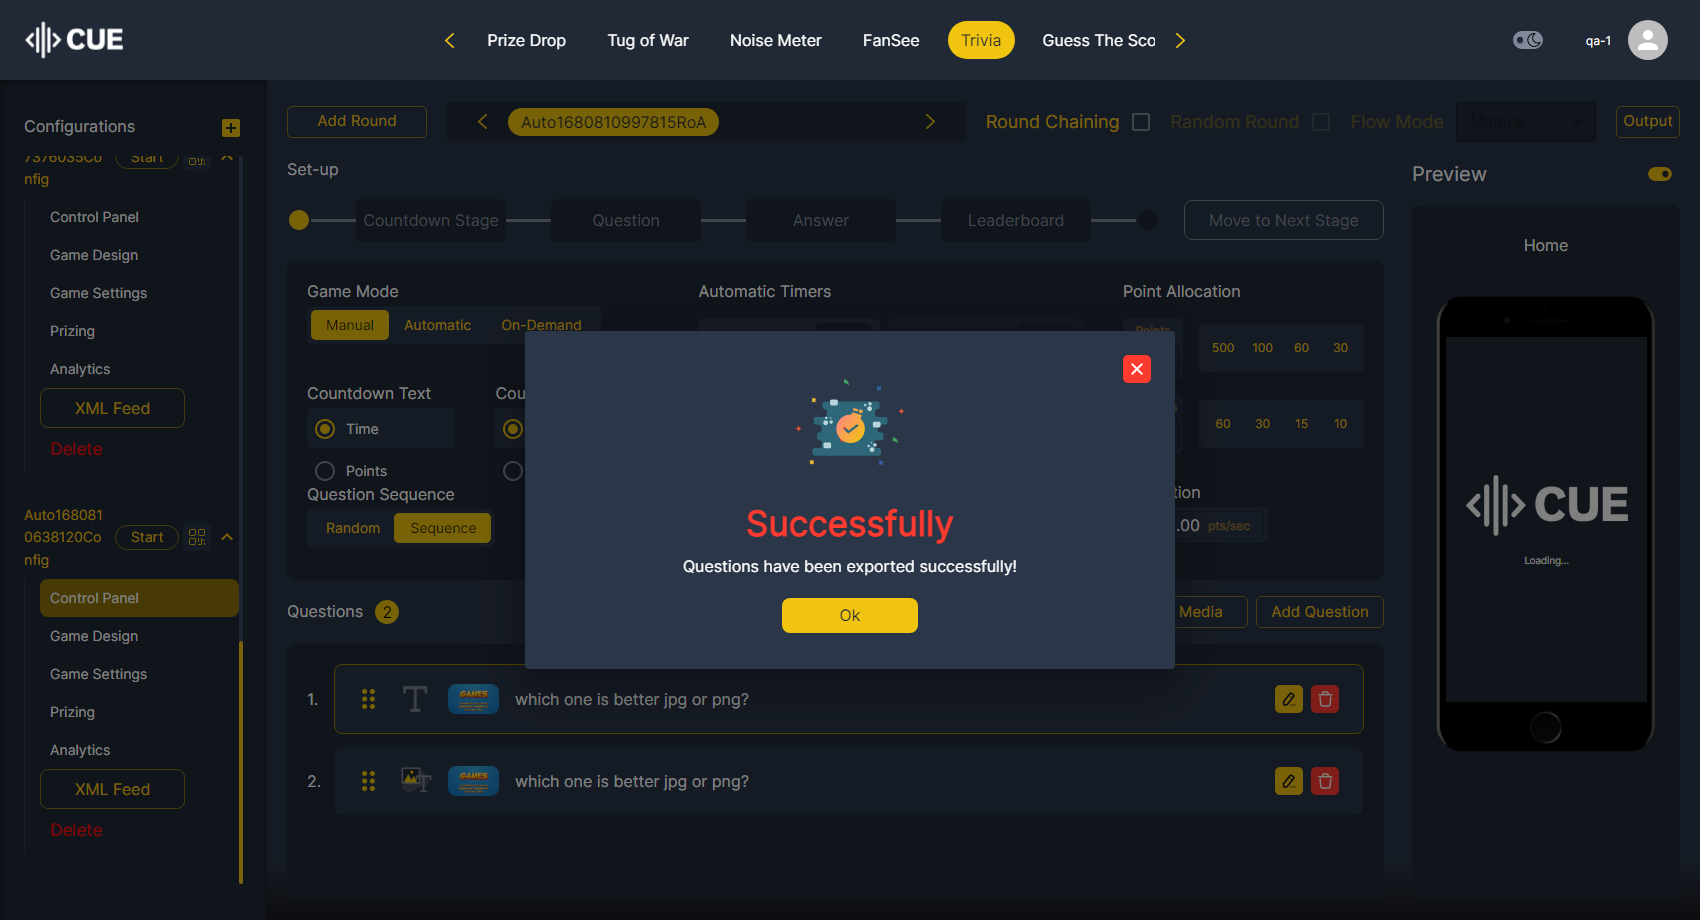 CUE
Prize Drop
Tug of War
Noise Meter
FanSee
Trivia
Guess The Sco
qa-1
Configurations
Add Round
Auto1680810997815RoA
Round Chaining
Random Round
Flow Mode
Manual
Output
7376035Co
nfig
Start
Control Panel
Game Design
Game Settings
Prizing
Analytics
XML Feed
Delete
Auto168081
0638120Co
nfig
Start
Control Panel
Game Design
Game Settings
Prizing
Analytics
XML Feed
Delete
Set-up
Countdown Stage
Question
Answer
Leaderboard
Move to Next Stage
Game Mode
Manual
Automatic
On-Demand
Automatic Timers
Point Allocation
Points
500 100 60 30
60 30 15 10
Countdown Text
Cou
Time
Points
Question Sequence
Random
Sequence
tion
.00 pts/sec
Successfully
Questions have been exported successfully!
Ok
Questions 2
Media
Add Question
1. T GAMES which one is better jpg or png?
2. T GAMES which one is better jpg or png?
Preview
Home
CUE
Loading...